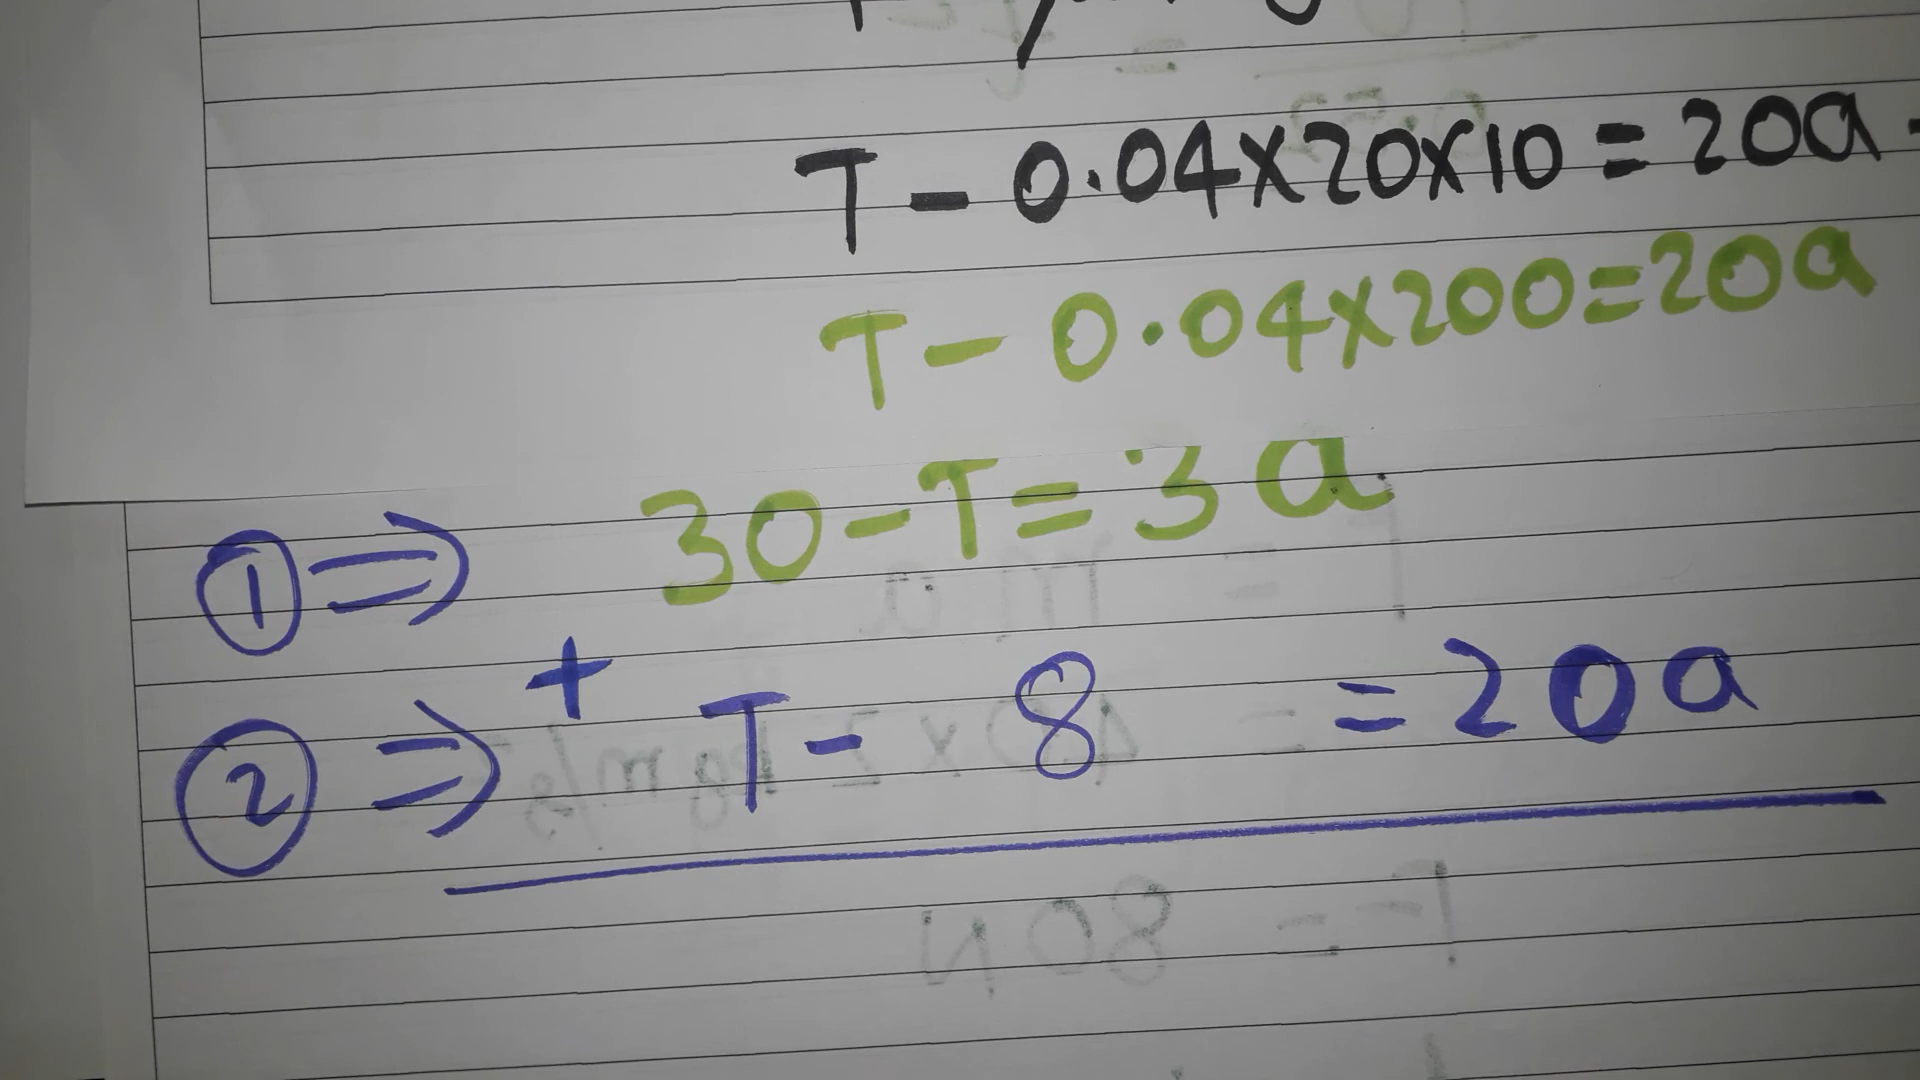 T - 0.04×20×10 = 20a -
T - 0.04×200=20a
① ⇒ 30-T=3a
+
② ⇒ T- 8 =20a